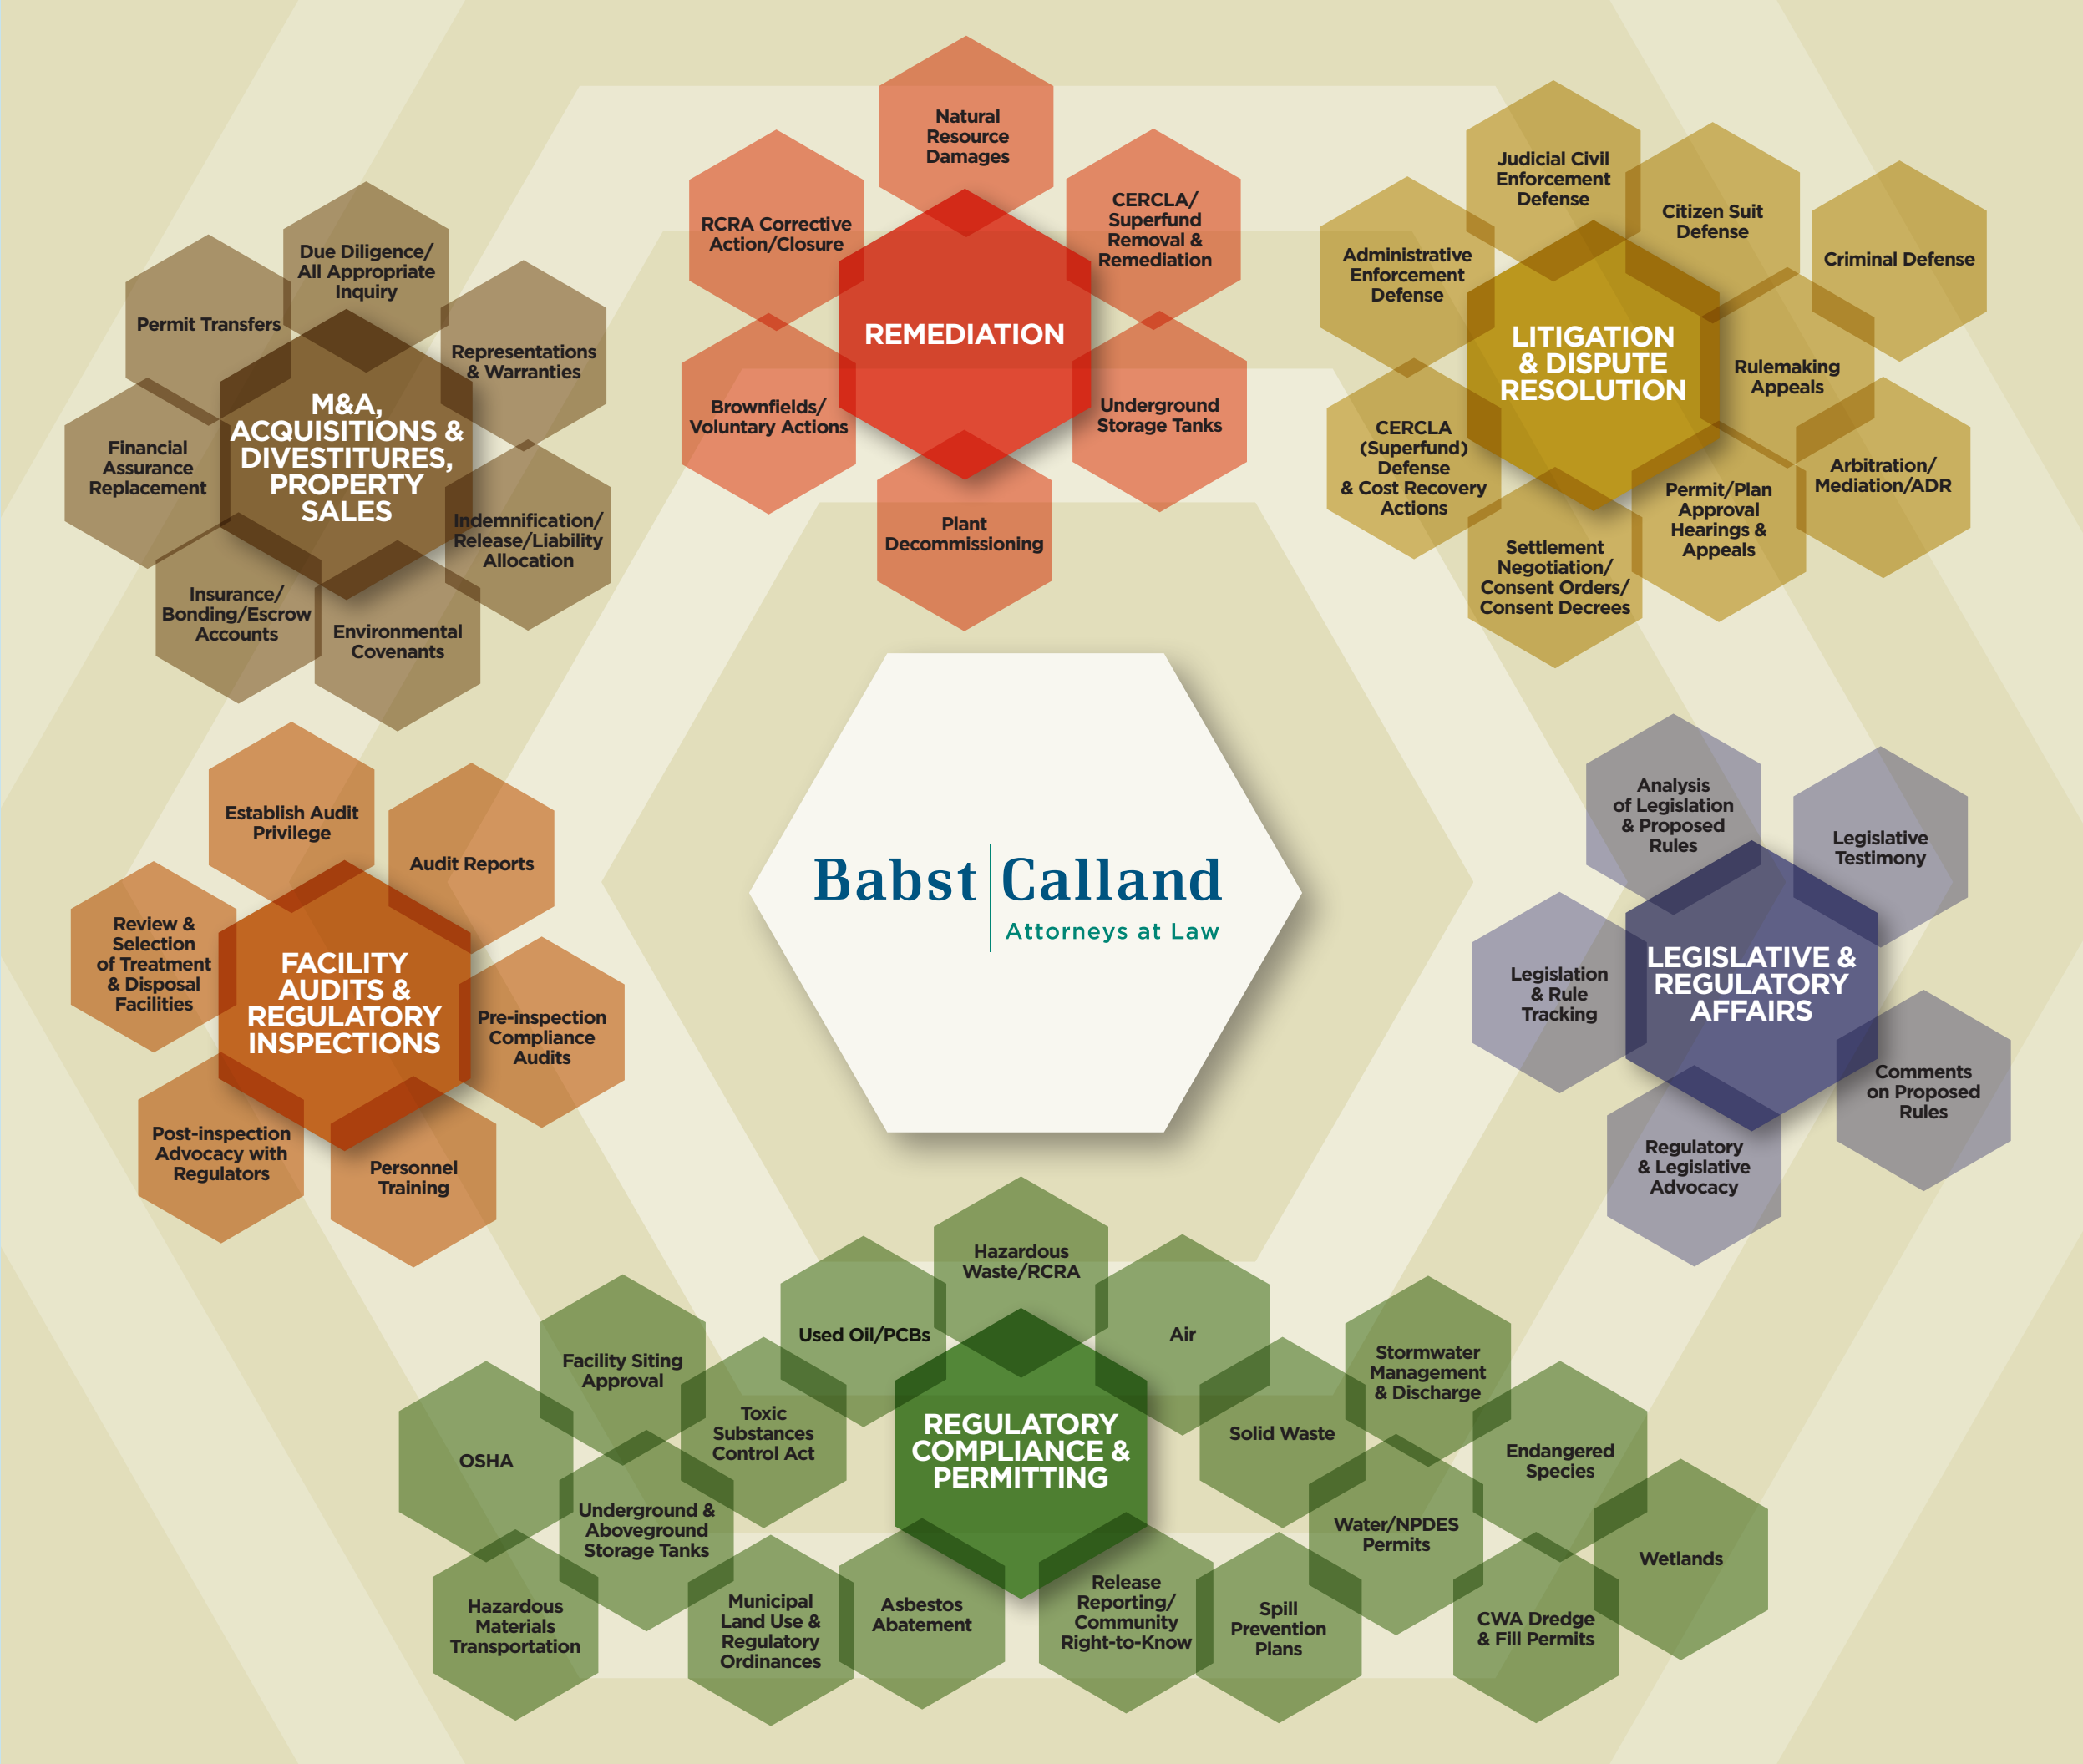 Natural
Resource
Damages
RCRA Corrective
Action/Closure
CERCLA/
Superfund
Removal &
Remediation
REMEDIATION
Brownfields/
Voluntary Actions
Underground
Storage Tanks
Plant
Decommissioning
Judicial Civil
Enforcement
Defense
Citizen Suit
Defense
Criminal Defense
Administrative
Enforcement
Defense
LITIGATION
& DISPUTE
RESOLUTION
Rulemaking
Appeals
CERCLA
(Superfund)
Defense
& Cost Recovery
Actions
Arbitration/
Mediation/ADR
Permit/Plan
Approval
Hearings &
Appeals
Settlement
Negotiation/
Consent Orders/
Consent Decrees
Due Diligence/
All Appropriate
Inquiry
Permit Transfers
Representations
& Warranties
M&A,
ACQUISITIONS &
DIVESTITURES,
PROPERTY
SALES
Financial
Assurance
Replacement
Indemnification/
Release/Liability
Allocation
Insurance/
Bonding/Escrow
Accounts
Environmental
Covenants
Babst Calland
Attorneys at Law
Establish Audit
Privilege
Audit Reports
Review &
Selection
of Treatment
& Disposal
Facilities
FACILITY
AUDITS &
REGULATORY
INSPECTIONS
Pre-inspection
Compliance
Audits
Post-inspection
Advocacy with
Regulators
Personnel
Training
Analysis
of Legislation
& Proposed
Rules
Legislative
Testimony
Legislation
& Rule
Tracking
LEGISLATIVE &
REGULATORY
AFFAIRS
Comments
on Proposed
Rules
Regulatory
& Legislative
Advocacy
Hazardous
Waste/RCRA
Used Oil/PCBs
Air
Facility Siting
Approval
Stormwater
Management
& Discharge
Toxic
Substances
Control Act
REGULATORY
COMPLIANCE &
PERMITTING
Solid Waste
OSHA
Endangered
Species
Underground &
Aboveground
Storage Tanks
Water/NPDES
Permits
Wetlands
Hazardous
Materials
Transportation
Municipal
Land Use &
Regulatory
Ordinances
Asbestos
Abatement
Release
Reporting/
Community
Right-to-Know
Spill
Prevention
Plans
CWA Dredge
& Fill Permits